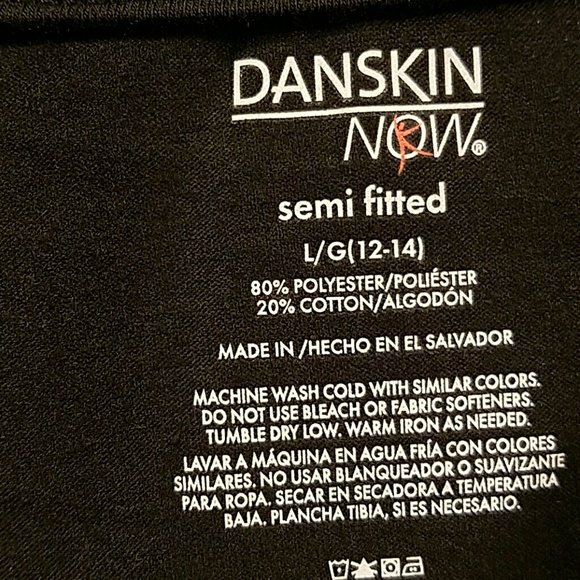 DANSKIN
NOW®
semi fitted
L/G(12-14)
80% POLYESTER/POLIÉSTER
20% COTTON/ALGODÓN
MADE IN /HECHO EN EL SALVADOR
MACHINE WASH COLD WITH SIMILAR COLORS.
DO NOT USE BLEACH OR FABRIC SOFTENERS.
TUMBLE DRY LOW. WARM IRON AS NEEDED.
LAVAR A MÁQUINA EN AGUA FRÍA CON COLORES
SIMILARES. NO USAR BLANQUEADOR O SUAVIZANTE
PARA ROPA. SECAR EN SECADORA A TEMPERATURA
BAJA. PLANCHA TIBIA, SI ES NECESARIO.